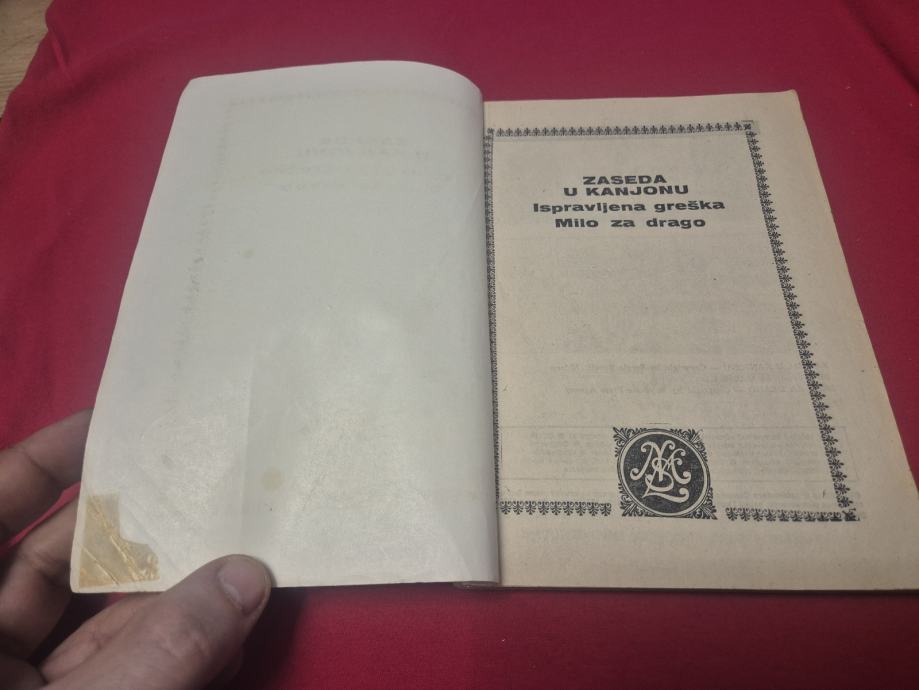 ZASEDA
U KANJONU
Ispravljena greška
Milo za drago